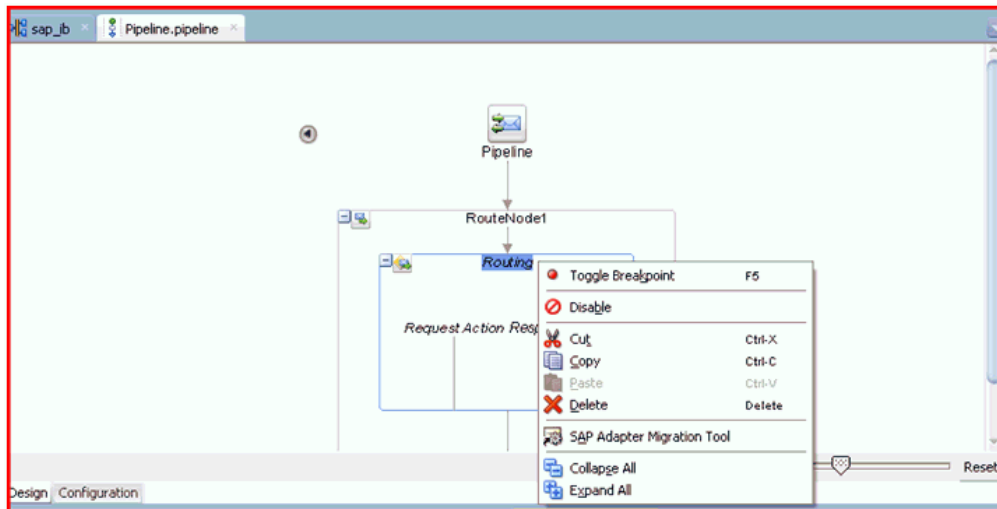 sap_jb
Pipeline.pipeline
Pipeline
RouteNode1
Routing
Request Action Resp
Toggle Breakpoint F5
Disable
Cut Ctrl-X
Copy Ctrl-C
Paste Ctrl-V
Delete Delete
SAP Adapter Migration Tool
Collapse All
Expand All
Reset
Design Configuration